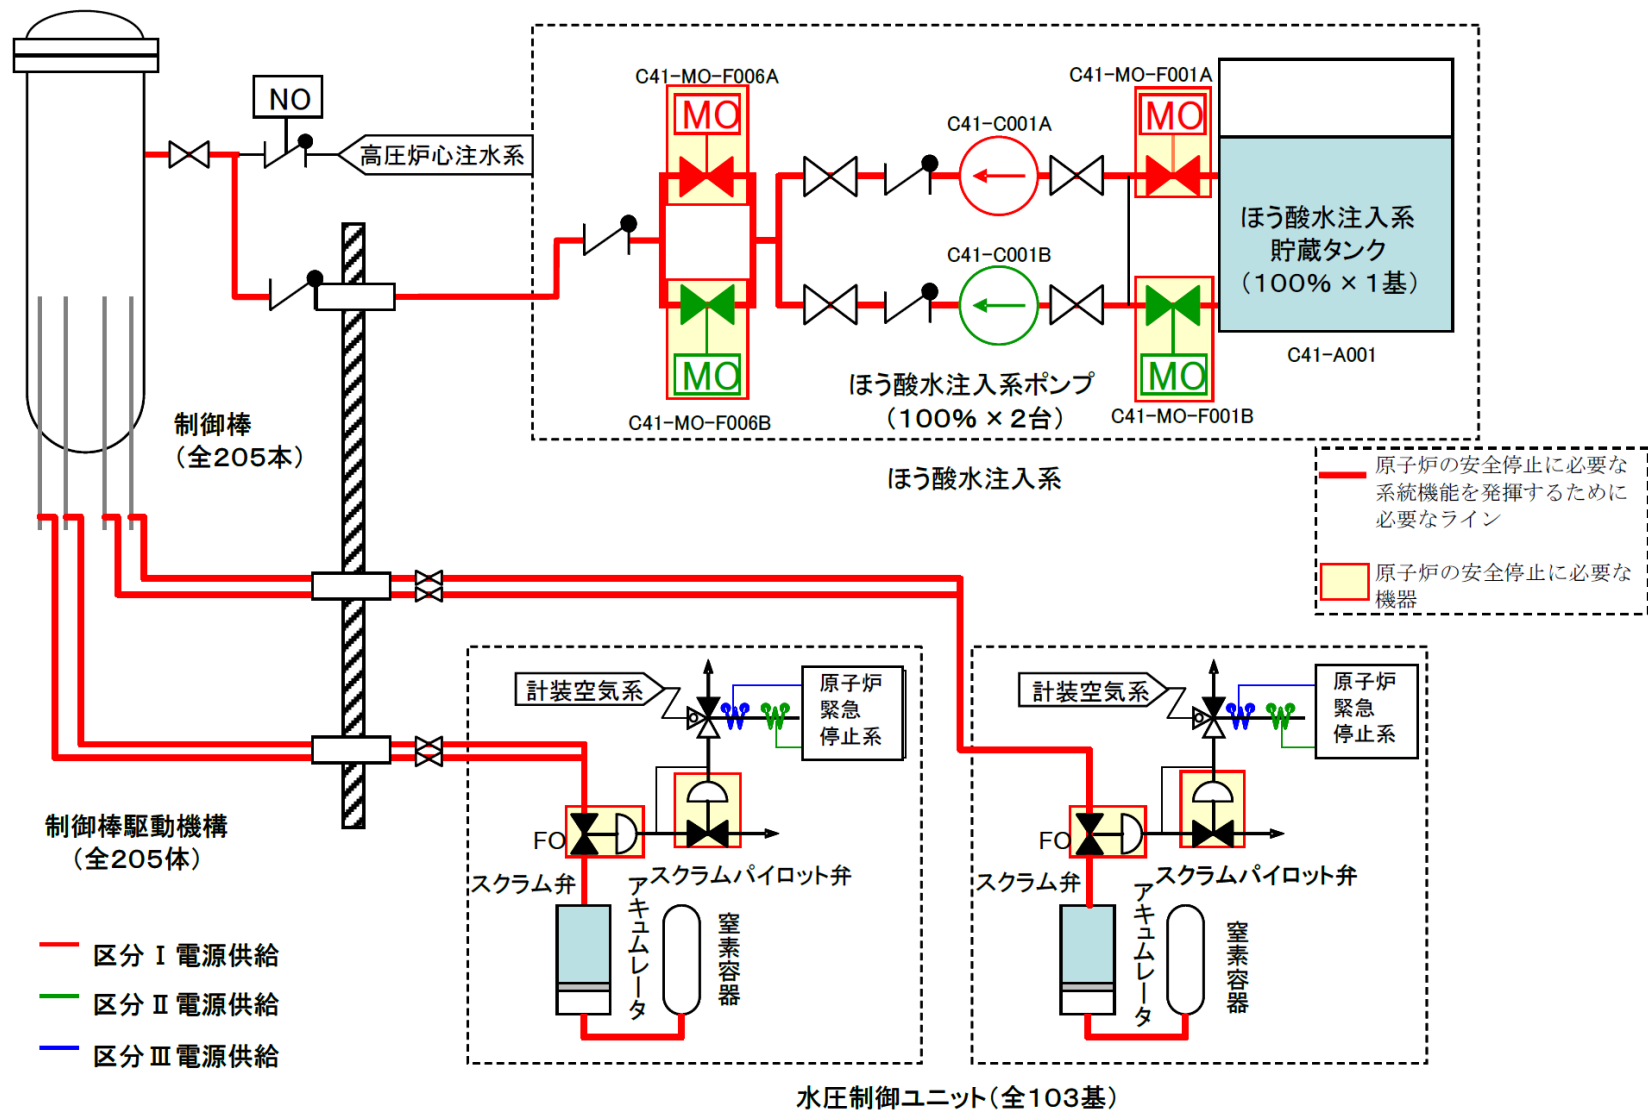 NO
高圧炉心注水系
C41-MO-F006A
MO
C41-C001A
C41-MO-F001A
MO
ほう酸水注入系
貯蔵タンク
(100% × 1基)
C41-A001
C41-C001B
MO
C41-MO-F006B
ほう酸水注入系ポンプ
(100% × 2台)
MO
C41-MO-F001B
ほう酸水注入系
制御棒
(全205本)
原子炉の安全停止に必要な
系統機能を発揮するために
必要なライン
原子炉の安全停止に必要な
機器
計装空気系
原子炉
緊急
停止系
FO
スクラム弁
スクラムパイロット弁
アキュムレータ
窒素容器
計装空気系
原子炉
緊急
停止系
FO
スクラム弁
スクラムパイロット弁
アキュムレータ
窒素容器
制御棒駆動機構
(全205体)
区分 Ⅰ 電源供給
区分 Ⅱ 電源供給
区分 Ⅲ 電源供給
水圧制御ユニット(全103基)